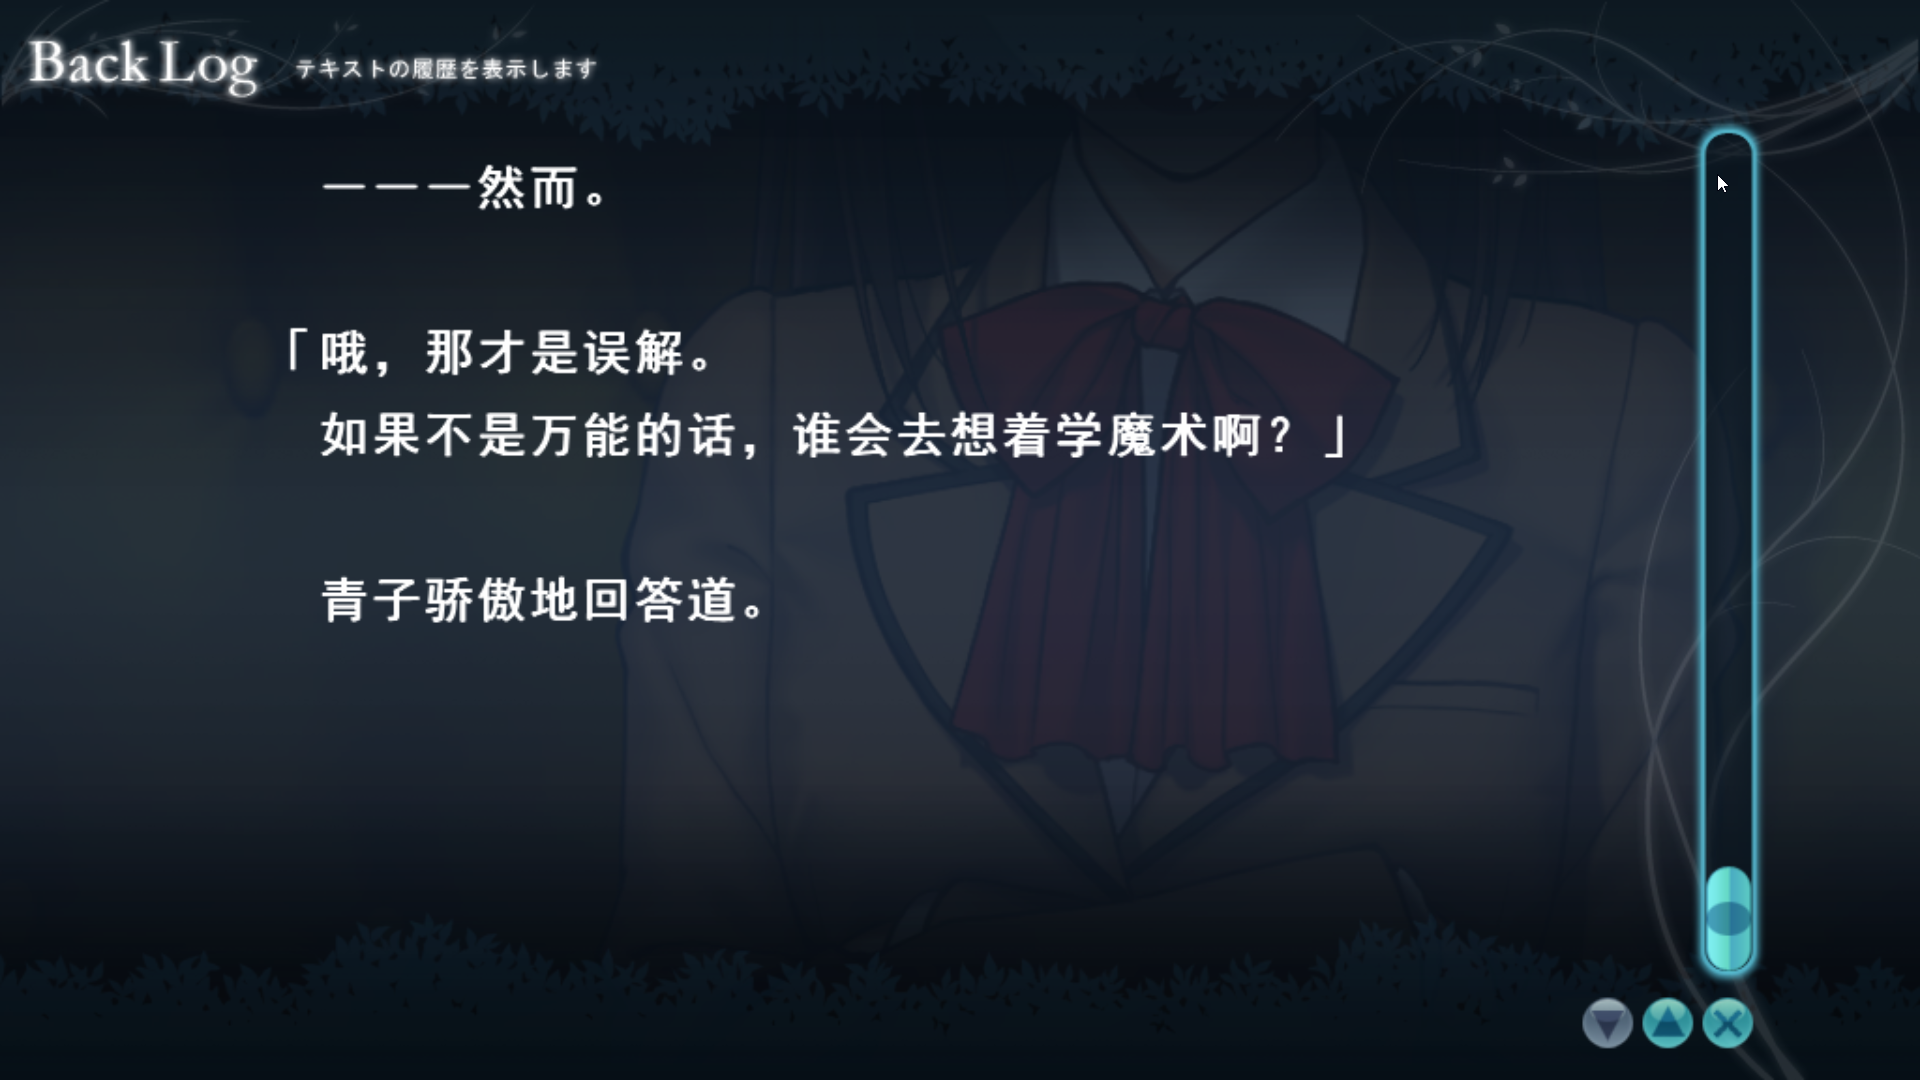 Back Log テキストの履歴を表示します
———然而。
「哦，那才是误解。
如果不是万能的话，谁会去想着学魔术啊？」
青子骄傲地回答道。